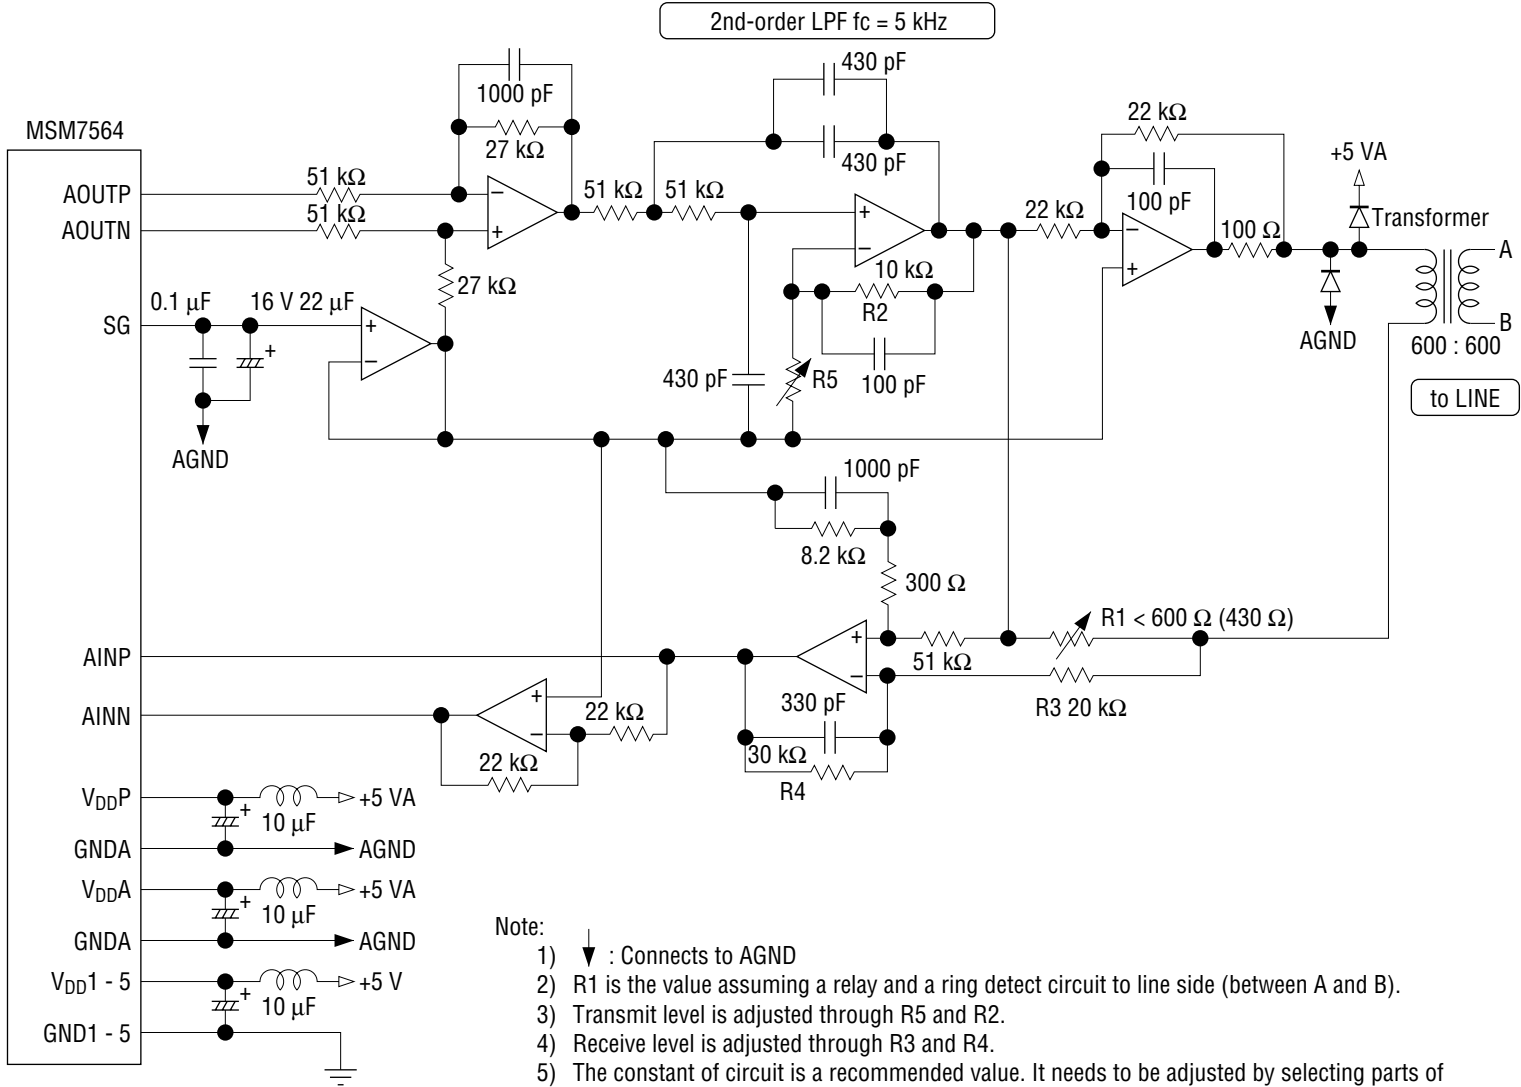 2nd-order LPF fc = 5 kHz
430 pF
1000 pF
27 kΩ
430 pF
22 kΩ
100 pF
+5 VA
MSM7564
AOUTP
51 kΩ
AOUTN
51 kΩ
−
+
51 kΩ
51 kΩ
+
−
22 kΩ
−
+
100 Ω
Transformer
A
B
600 : 600
to LINE
AGND
27 kΩ
10 kΩ
R2
100 pF
430 pF
R5
SG
0.1 µF
16 V 22 µF
+
+
−
AGND
1000 pF
8.2 kΩ
300 Ω
R1 < 600 Ω (430 Ω)
+
−
51 kΩ
R3 20 kΩ
AINP
AINN
+
−
22 kΩ
22 kΩ
330 pF
30 kΩ
R4
VDDP
+
10 µF
+5 VA
GNDA
AGND
VDDA
+
10 µF
+5 VA
GNDA
AGND
VDD1 - 5
+
10 µF
+5 V
GND1 - 5
Note:
1) : Connects to AGND
2) R1 is the value assuming a relay and a ring detect circuit to line side (between A and B).
3) Transmit level is adjusted through R5 and R2.
4) Receive level is adjusted through R3 and R4.
5) The constant of circuit is a recommended value. It needs to be adjusted by selecting parts of